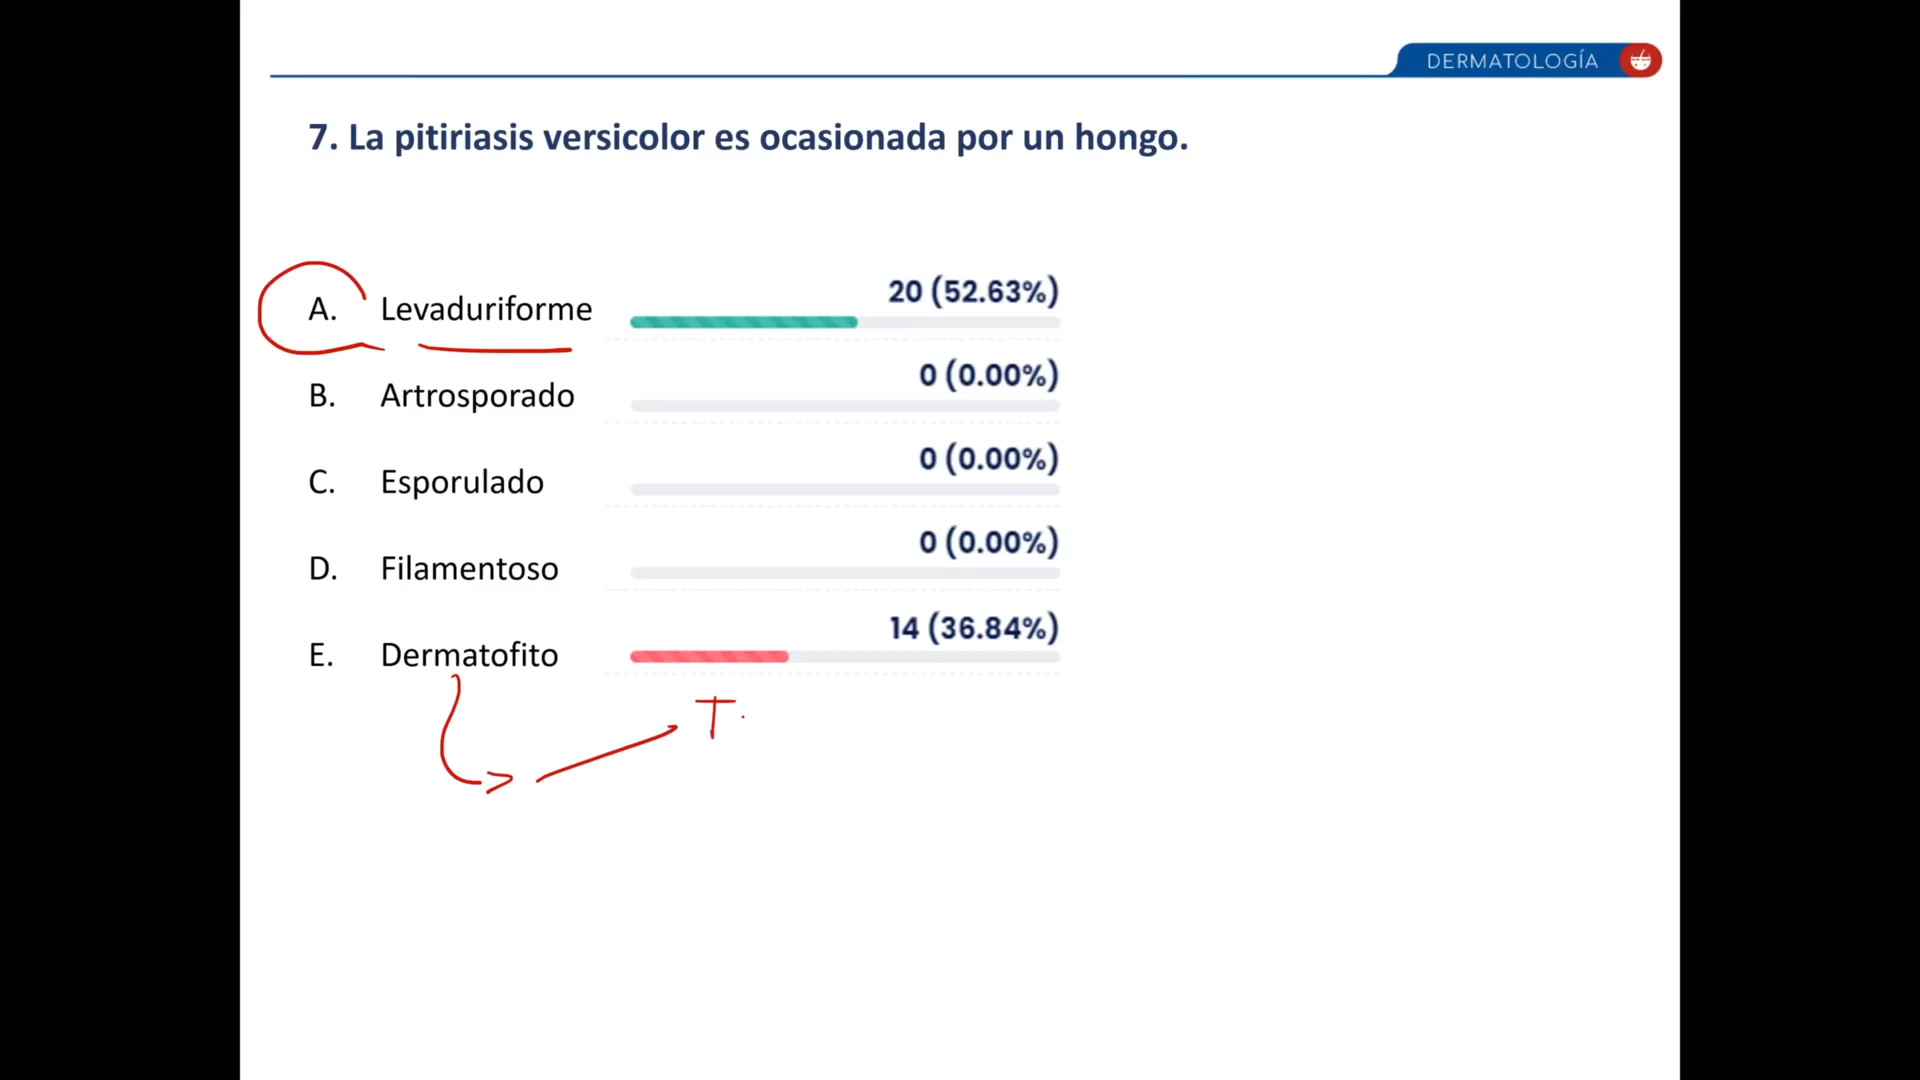 DERMATOLOGÍA
7. La pitiriasis versicolor es ocasionada por un hongo.
A. Levaduriforme 20 (52.63%)
B. Artrosporado 0 (0.00%)
C. Esporulado 0 (0.00%)
D. Filamentoso 0 (0.00%)
E. Dermatofito 14 (36.84%)
T.